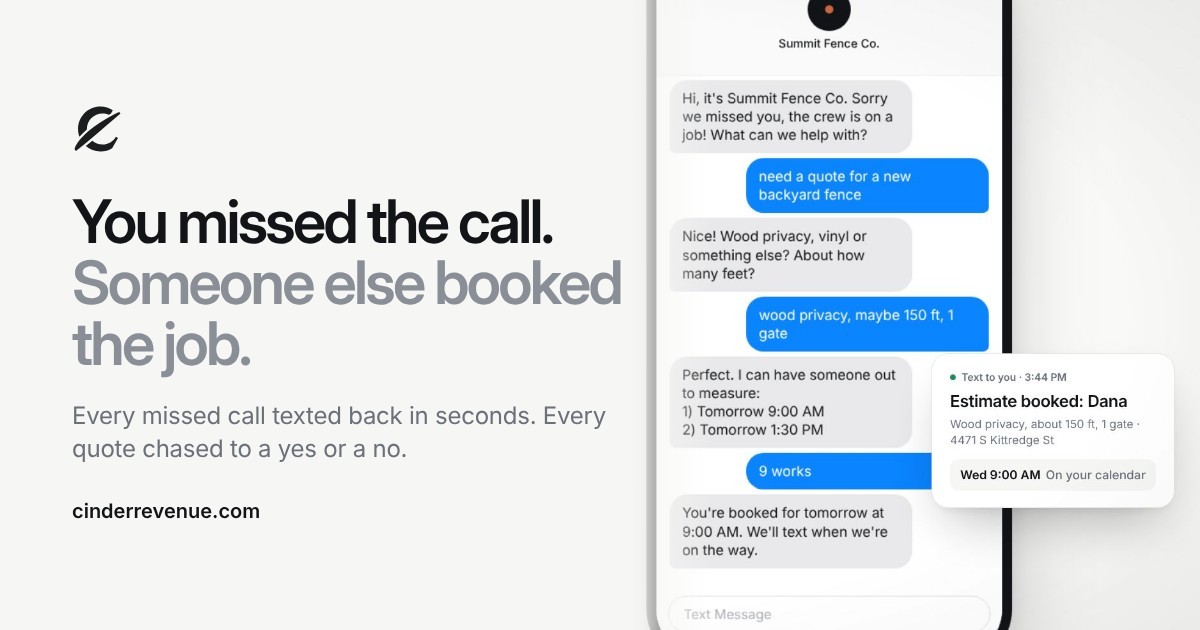 You missed the call.
Someone else booked
the job.
Every missed call texted back in seconds. Every
quote chased to a yes or a no.
cinderrevenue.com
Summit Fence Co.
Hi, it's Summit Fence Co. Sorry
we missed you, the crew is on a
job! What can we help with?
need a quote for a new
backyard fence
Nice! Wood privacy, vinyl or
something else? About how
many feet?
wood privacy, maybe 150 ft, 1
gate
Perfect. I can have someone out
to measure:
1) Tomorrow 9:00 AM
2) Tomorrow 1:30 PM
9 works
You're booked for tomorrow at
9:00 AM. We'll text when we're
on the way.
Text Message
Text to you · 3:44 PM
Estimate booked: Dana
Wood privacy, about 150 ft, 1 gate ·
4471 S Kittredge St
Wed 9:00 AM On your calendar